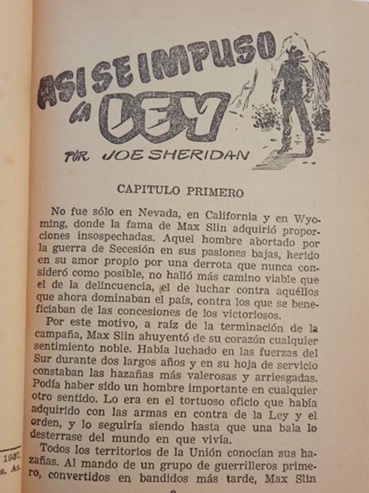 ASI SE IMPUSO
la
LEY
POR JOE SHERIDAN
CAPITULO PRIMERO
No fue sólo en Nevada, en California y en Wyo-
ming, donde la fama de Max Slin adquirió propor-
ciones insospechadas. Aquel hombre abortado por
la guerra de Secesión en sus pasiones bajas, herido
en su amor propio por una derrota que nunca con-
sideró como posible, no halló más camino viable que
el de la delincuencia, el de luchar contra aquéllos
que ahora dominaban el país, contra los que se bene-
ficiaban de las concesiones de los victoriosos.
Por este motivo, a raíz de la terminación de la
campaña, Max Slin ahuyentó de su corazón cualquier
sentimiento noble. Había luchado en las fuerzas del
Sur durante dos largos años y en su hoja de servicio
constaban las hazañas más valerosas y arriesgadas.
Podía haber sido un hombre importante en cualquier
otro sentido. Lo era en el tortuoso oficio que había
adquirido con las armas en contra de la Ley y el
orden, y lo seguiría siendo hasta que una bala lo
desterrase del mundo en que vivía.
Todos los territorios de la Unión conocían sus ha-
zañas. Al mando de un grupo de guerrilleros prime-
ro, convertidos en bandidos más tarde, Max Slin